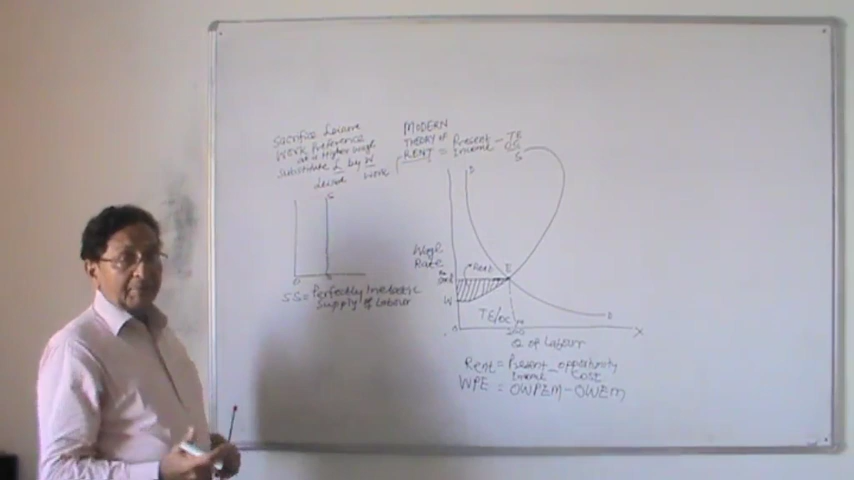 Sacrifice Leisure
Work Preference
at a Higher Wage
Substitute L by W
Leisure work
S
O
SS = Perfectly Inelastic
Supply of Labour
MODERN
THEORY of
RENT = Present Income - TE
OC
S
D
Wage
Rate
Rent
E
W
TE/OC
D
X
Q of Labour
Rent = Present Income - opportunity Cost
WPE = OWPEM - OWEM